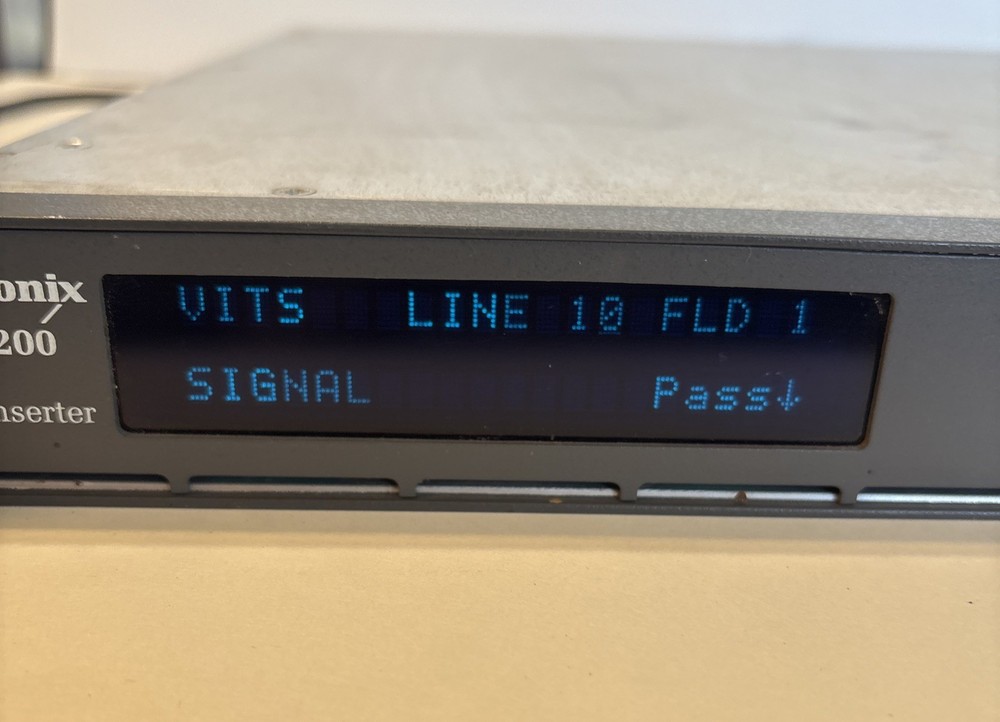 onix
200
nserter
VITS LINE 10 FLD 1
SIGNAL Pass↓